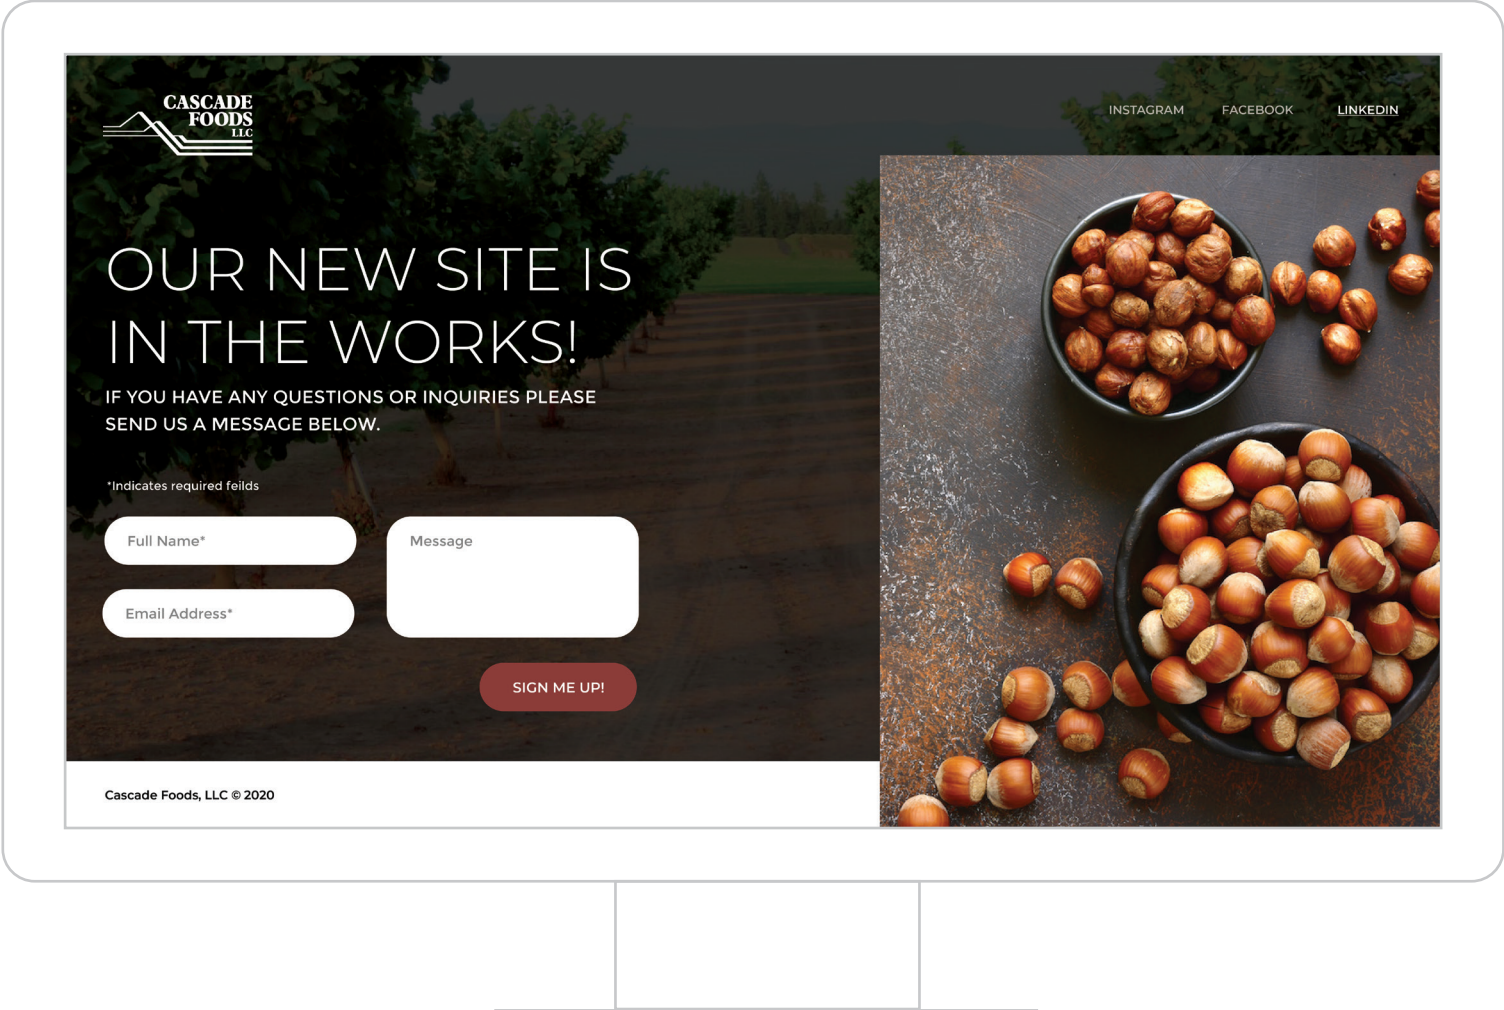 CASCADE
FOODS
LLC
INSTAGRAM FACEBOOK LINKEDIN
OUR NEW SITE IS
IN THE WORKS!
IF YOU HAVE ANY QUESTIONS OR INQUIRIES PLEASE
SEND US A MESSAGE BELOW.
*Indicates required feilds
Full Name*
Message
Email Address*
SIGN ME UP!
Cascade Foods, LLC © 2020